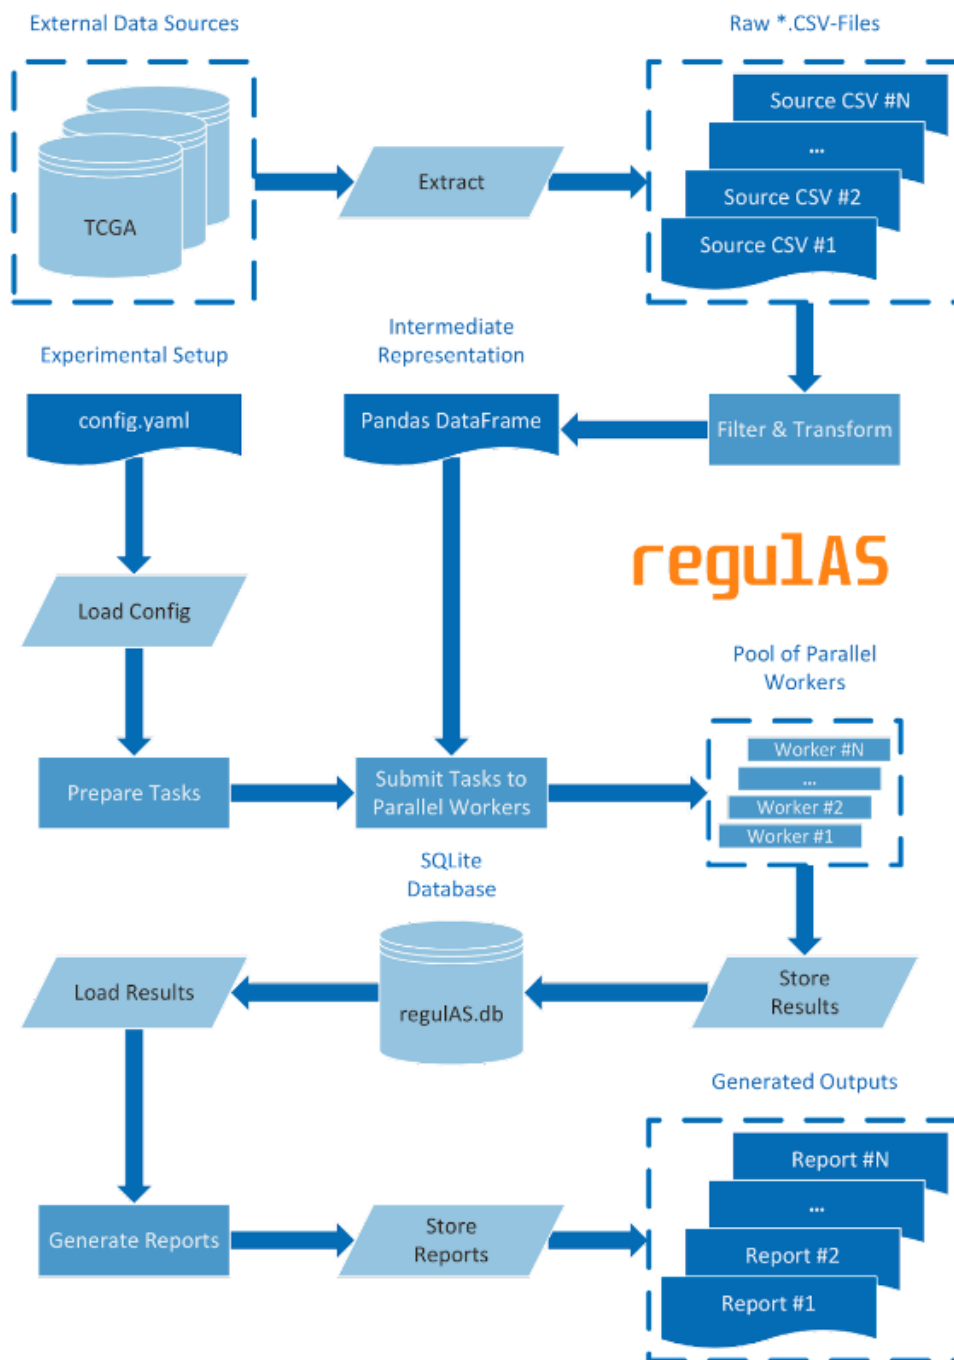 External Data Sources
Raw *.CSV-Files
TCGA
Extract
Source CSV #N
...
Source CSV #2
Source CSV #1
Experimental Setup
Intermediate
Representation
config.yaml
Pandas DataFrame
Filter & Transform
regulAS
Load Config
Pool of Parallel
Workers
Prepare Tasks
Submit Tasks to
Parallel Workers
Worker #N
...
Worker #2
Worker #1
SQLite
Database
Load Results
regulAS.db
Store
Results
Generated Outputs
Generate Reports
Store
Reports
Report #N
...
Report #2
Report #1